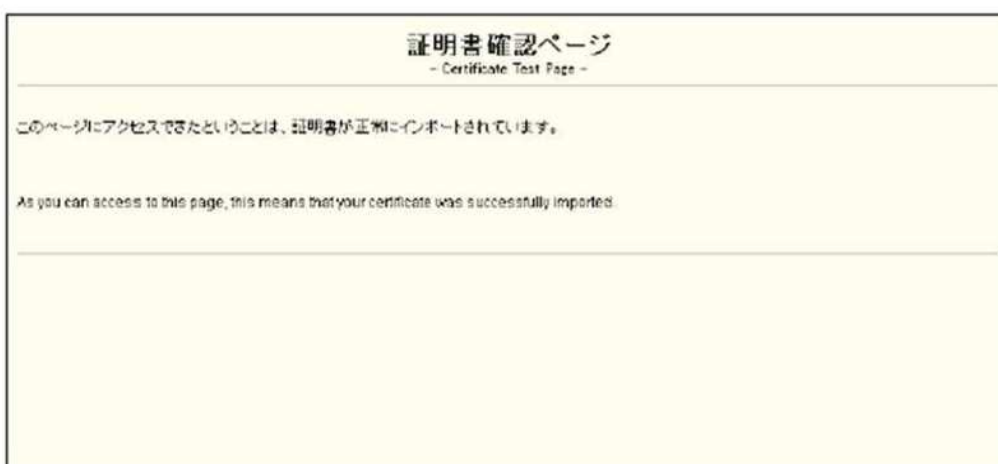 証明書確認ページ
- Certificate Test Page -
このページにアクセスできたということは、証明書が正常にインポートされています。
As you can access to this page, this means that your certificate was successfully imported.